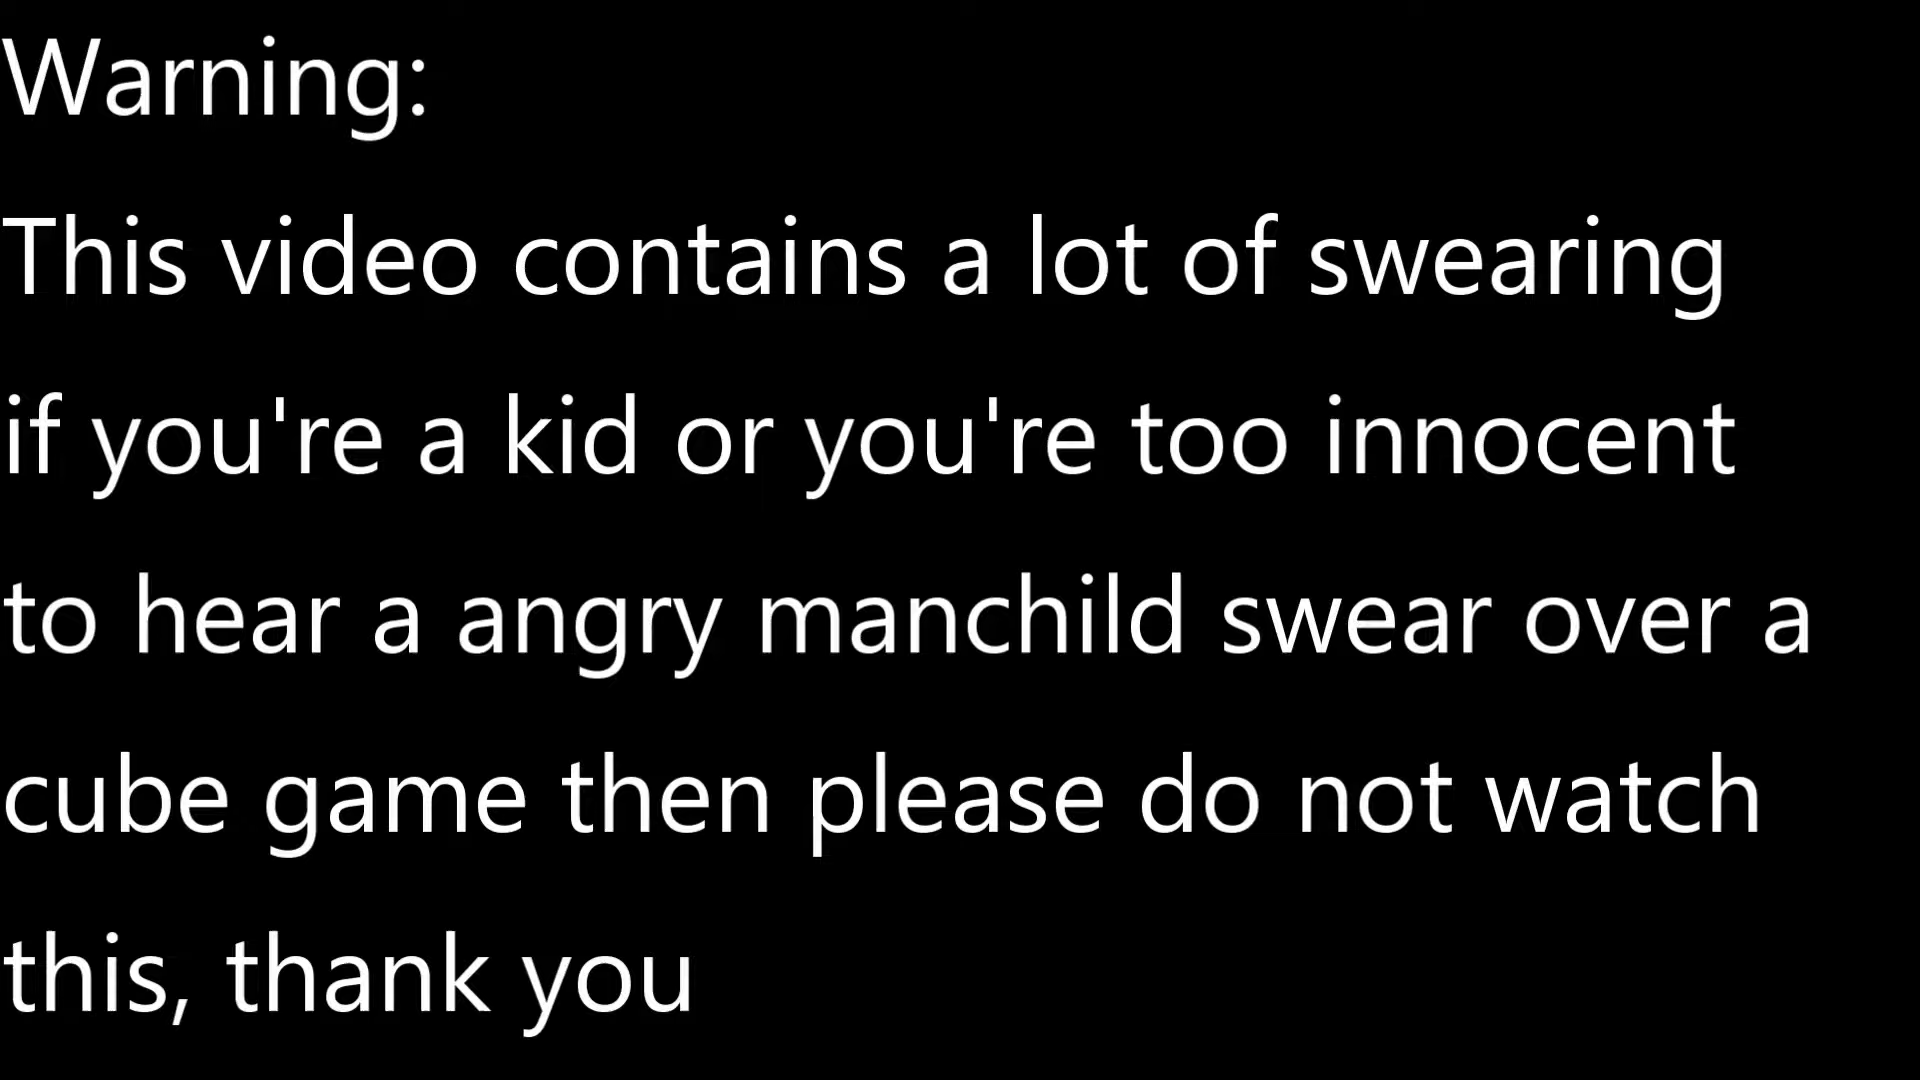 Warning:
This video contains a lot of swearing
if you're a kid or you're too innocent
to hear a angry manchild swear over a
cube game then please do not watch
this, thank you